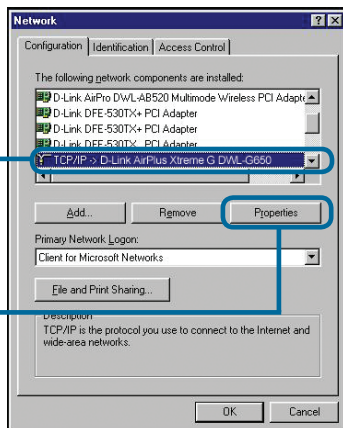 Network
Configuration Identification Access Control
The following network components are installed:
D-Link AirPro DWL-AB520 Multimode Wireless PCI Adapte
D-Link DFE-530TX+ PCI Adapter
D-Link DFE-530TX+ PCI Adapter
D-Link DFE-530TX+ PCI Adapter
TCP/IP -> D-Link AirPlus Xtreme G DWL-G650
Add... Remove Properties
Primary Network Logon:
Client for Microsoft Networks
File and Print Sharing...
Description
TCP/IP is the protocol you use to connect to the Internet and
wide-area networks.
OK Cancel